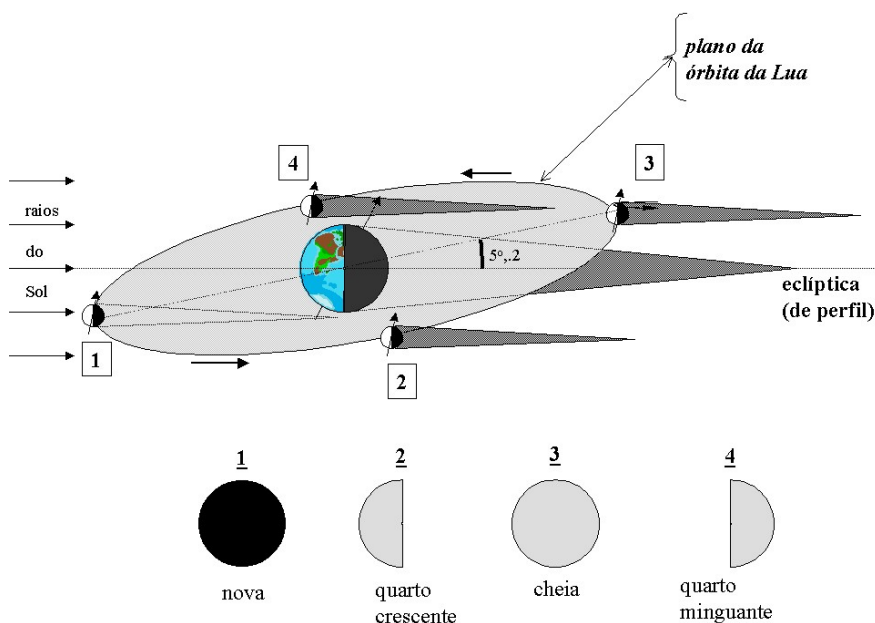 plano da
órbita da Lua
4
3
raios
do
5°,.2
Sol
eclíptica
(de perfil)
1
2
1
2
3
4
nova
quarto
crescente
cheia
quarto
minguante